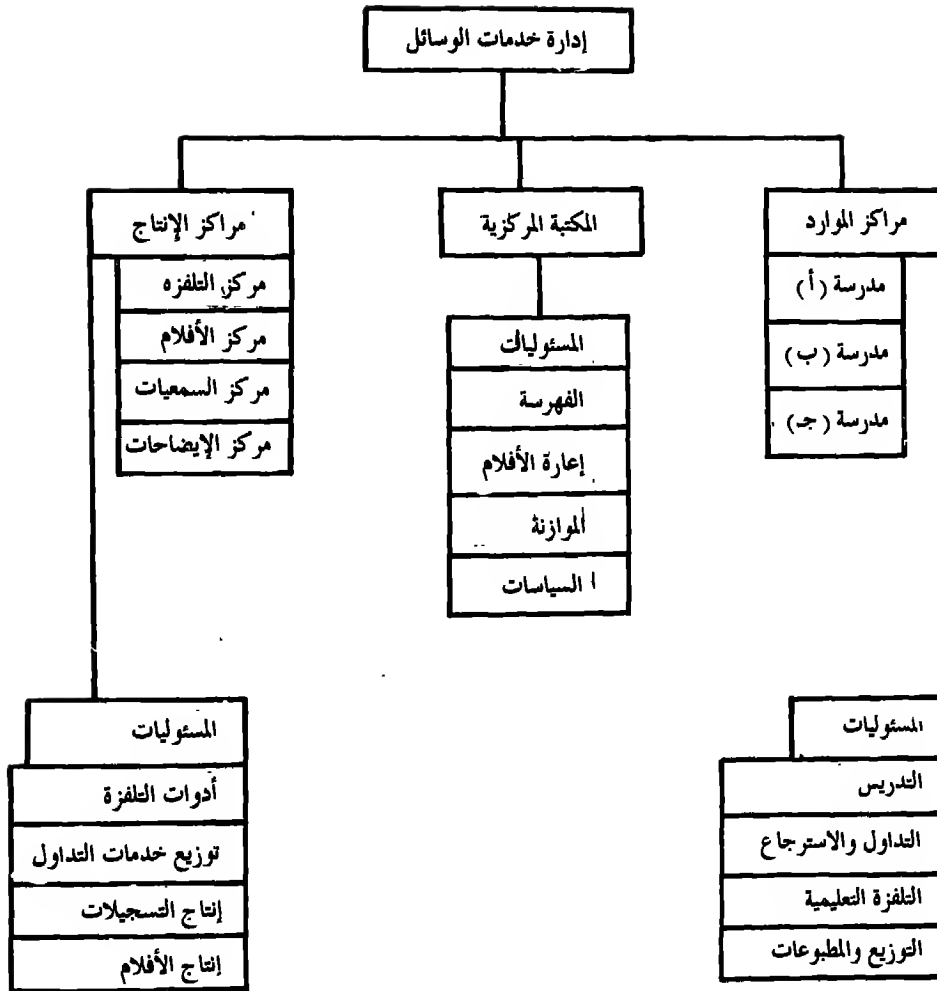 إدارة خدمات الوسائل
مراكز الموارد
مدرسة (أ)
مدرسة (ب)
مدرسة (جـ)
المكتبة المركزية
المسئوليات
الفهرسة
إعارة الأفلام
الموازنة
السياسات
مراكز الإنتاج
مركز التلفزه
مركز الأفلام
مركز السمعيات
مركز الإيضاحات
المسئوليات
التدريس
التداول والاسترجاع
التلفزة التعليمية
التوزيع والمطبوعات
المسئوليات
أدوات التلفزة
توزيع خدمات التداول
إنتاج التسجيلات
إنتاج الأفلام